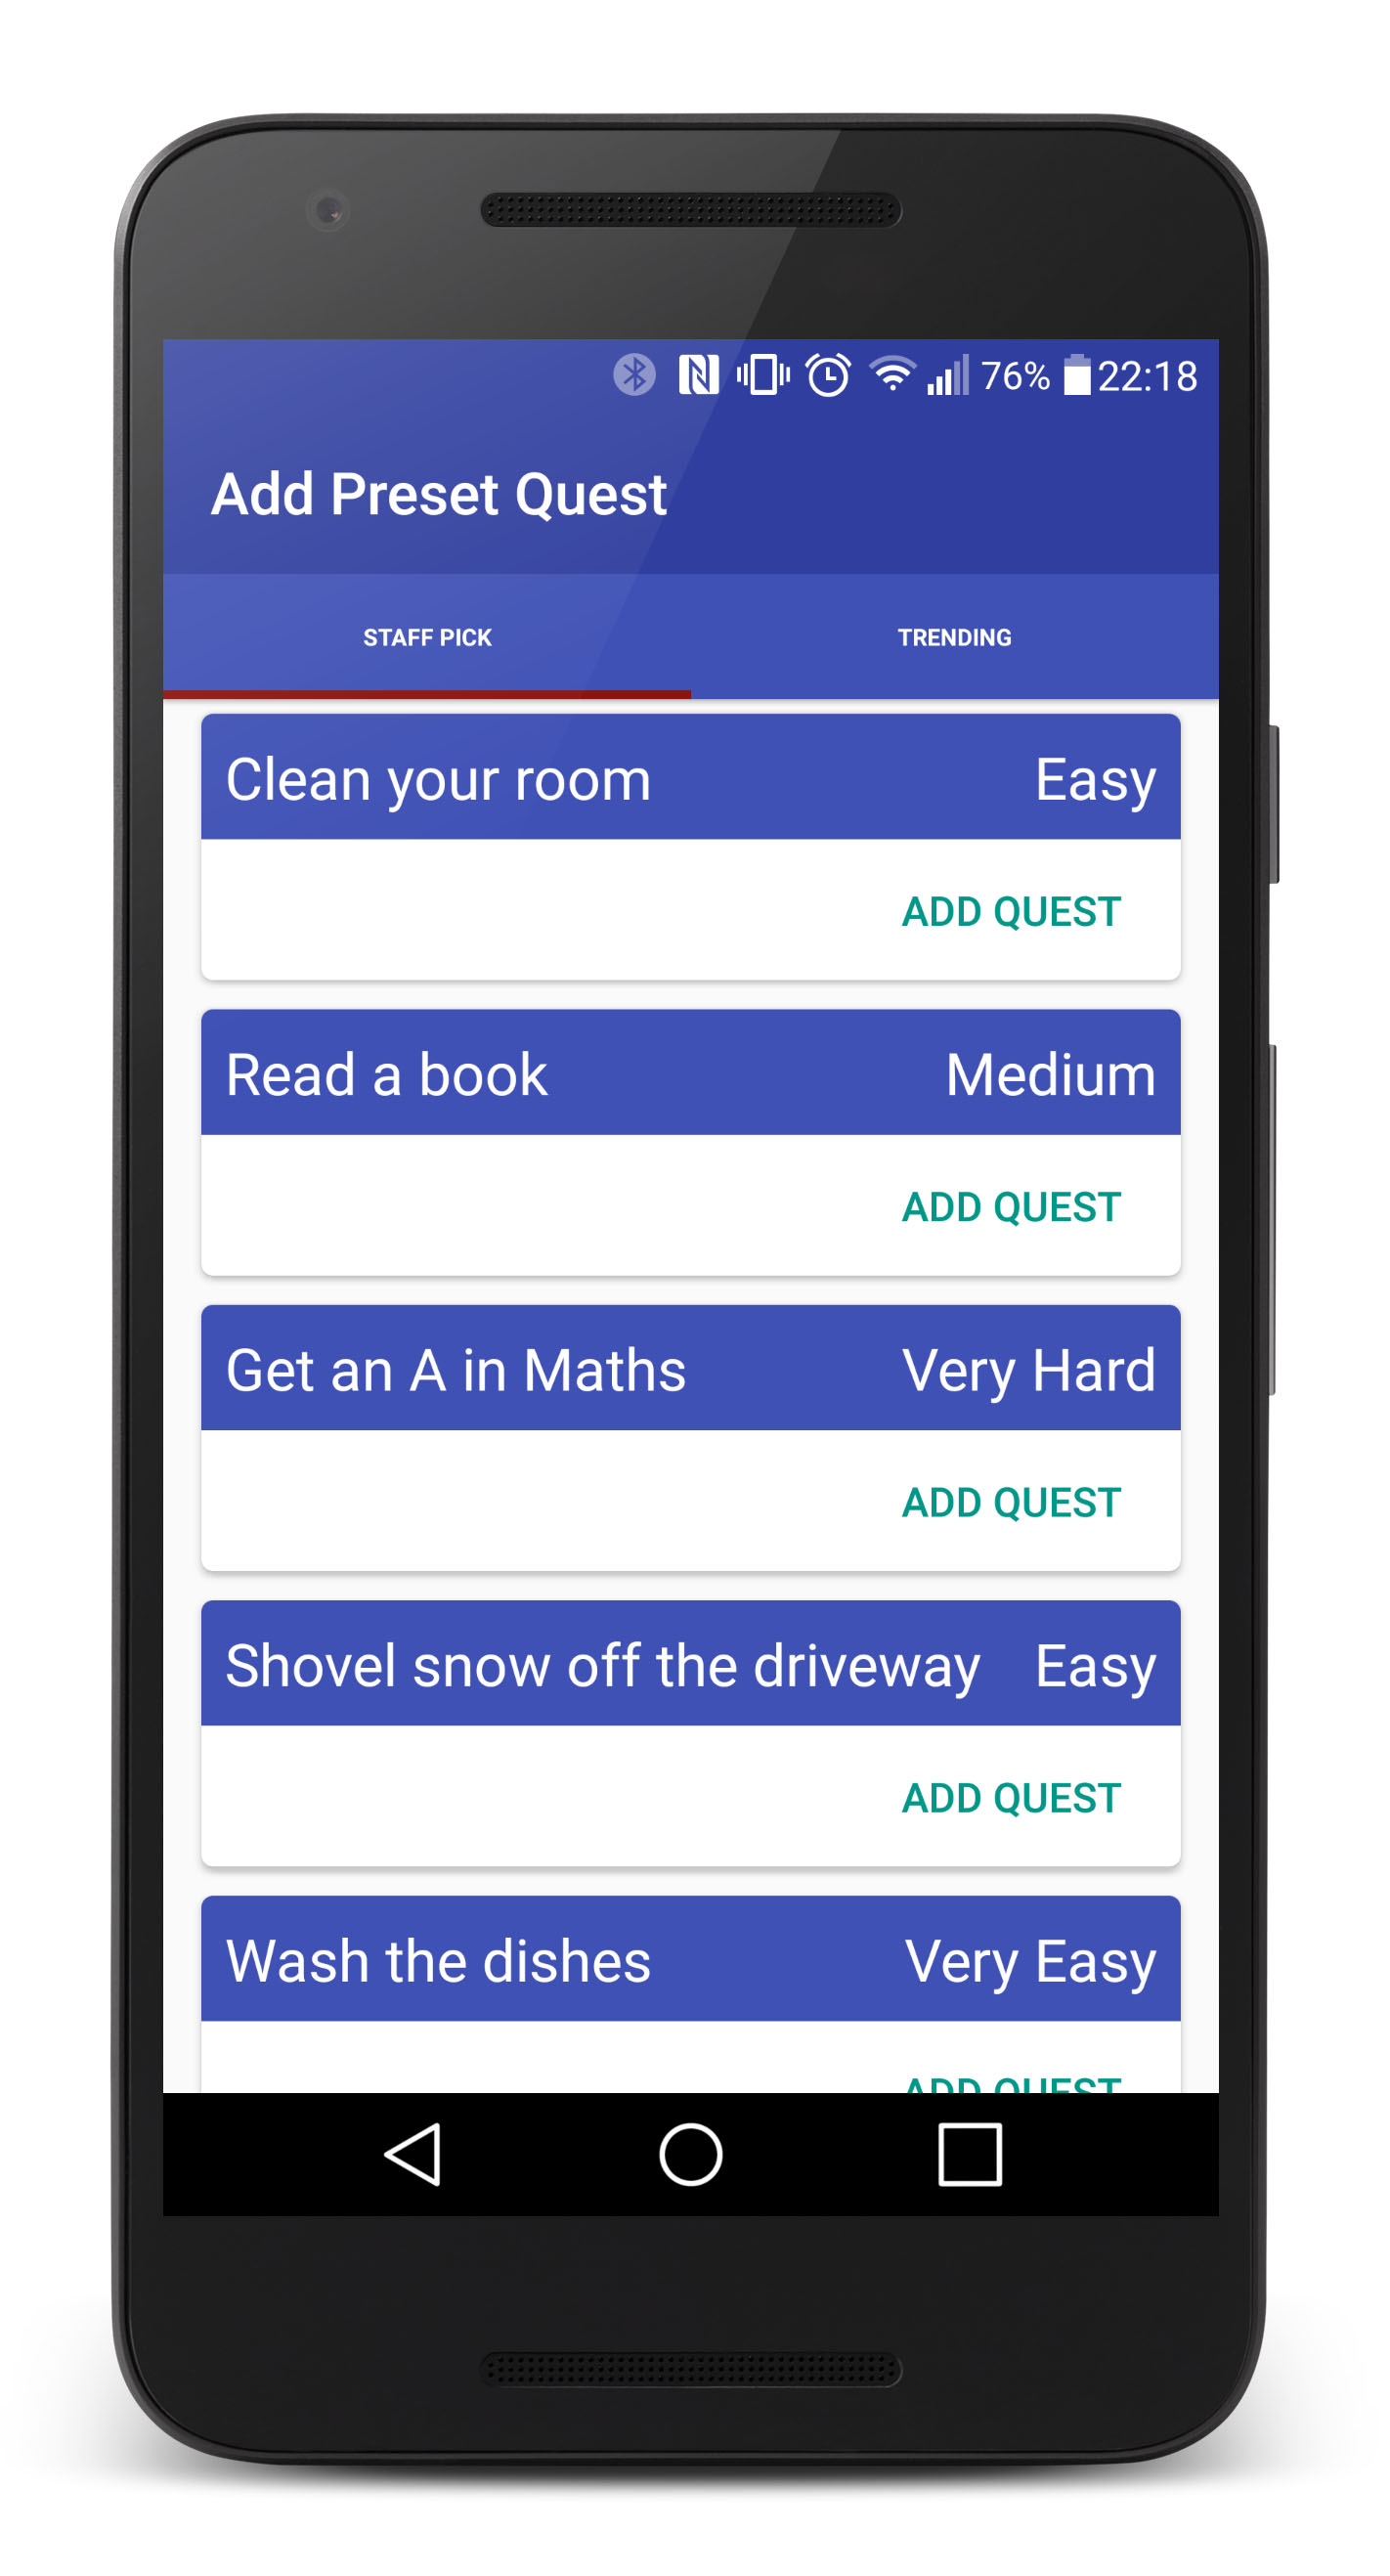 76% 22:18
Add Preset Quest
STAFF PICK TRENDING
Clean your room Easy
ADD QUEST
Read a book Medium
ADD QUEST
Get an A in Maths Very Hard
ADD QUEST
Shovel snow off the driveway Easy
ADD QUEST
Wash the dishes Very Easy
ADD QUEST